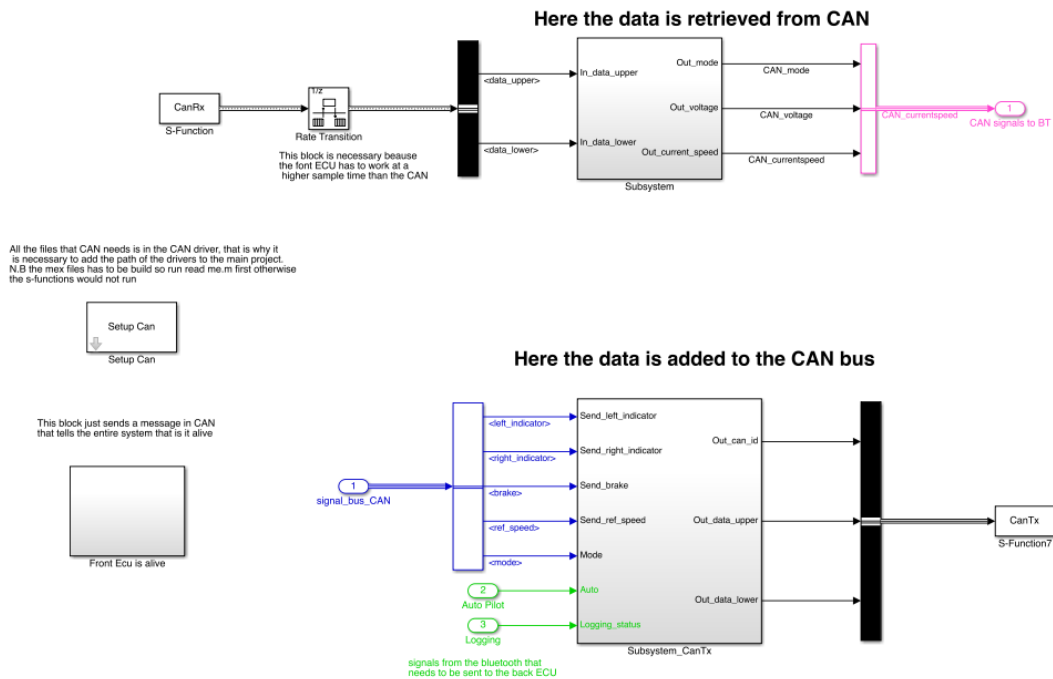 Here the data is retrieved from CAN
CanRx
S-Function
1/z
Rate Transition
This block is necessary beause
the font ECU has to work at a
higher sample time than the CAN
<data_upper>
<data_lower>
In_data_upper
In_data_lower
Out_mode
Out_voltage
Out_current_speed
Subsystem
CAN_mode
CAN_voltage
CAN_currentspeed
CAN_currentspeed
1
CAN signals to BT
All the files that CAN needs is in the CAN driver, that is why it
is necessary to add the path of the drivers to the main project.
N.B the mex files has to be build so run read me.m first otherwise
the s-functions would not run
Setup Can
Setup Can
Here the data is added to the CAN bus
This block just sends a message in CAN
that tells the entire system that is it alive
Front Ecu is alive
1
signal_bus_CAN
<left_indicator>
<right_indicator>
<brake>
<ref_speed>
<mode>
2
Auto Pilot
3
Logging
signals from the bluetooth that
needs to be sent to the back ECU
Send_left_indicator
Send_right_indicator
Send_brake
Send_ref_speed
Mode
Auto
Logging_status
Out_can_id
Out_data_upper
Out_data_lower
Subsystem_CanTx
CanTx
S-Function7